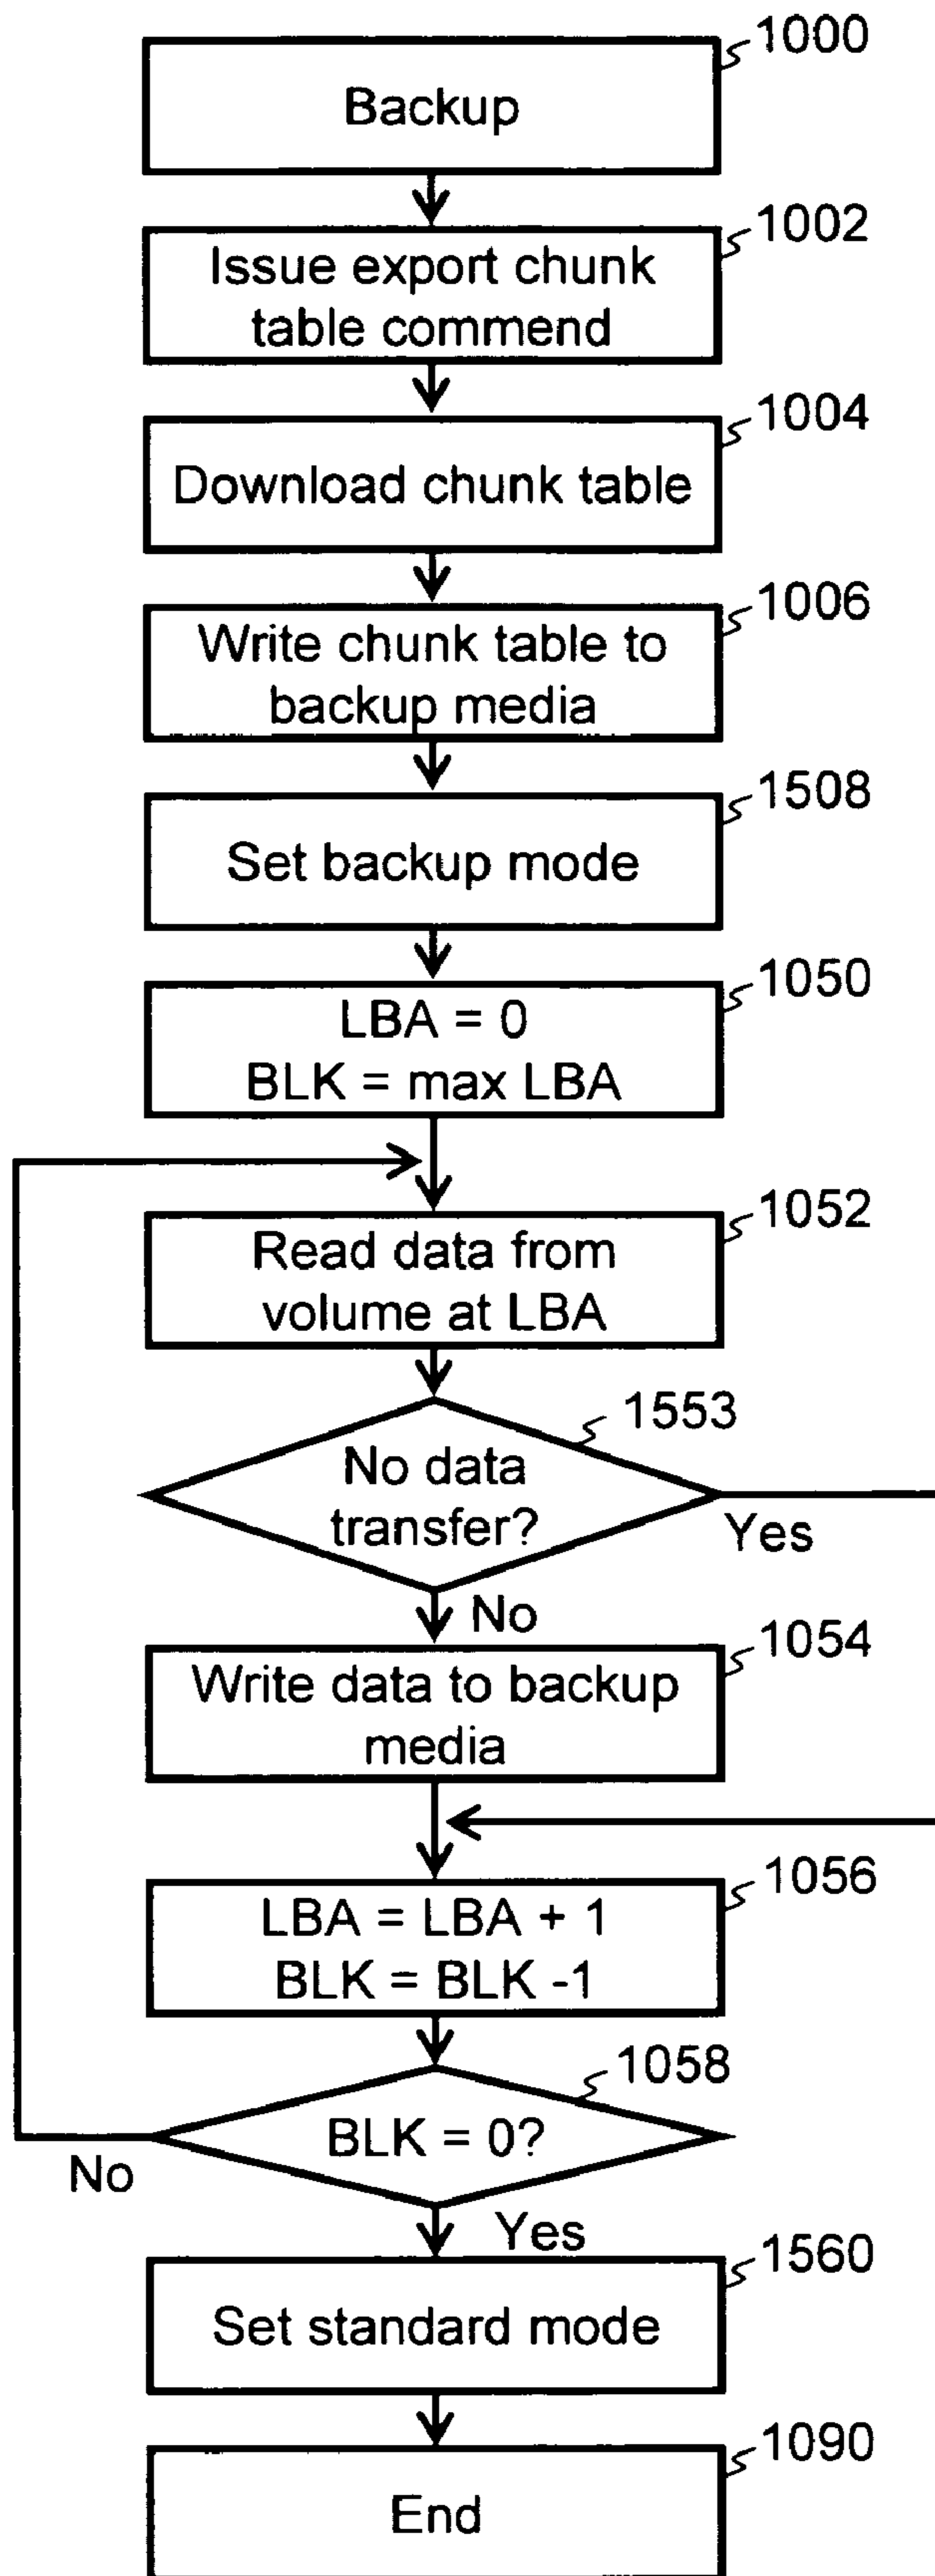 1000
Backup
1002
Issue export chunk
table commend
1004
Download chunk table
1006
Write chunk table to
backup media
1508
Set backup mode
1050
LBA = 0
BLK = max LBA
1052
Read data from
volume at LBA
1553
No data
transfer?
Yes
No
1054
Write data to backup
media
1056
LBA = LBA + 1
BLK = BLK -1
1058
BLK = 0?
No
Yes
1560
Set standard mode
1090
End